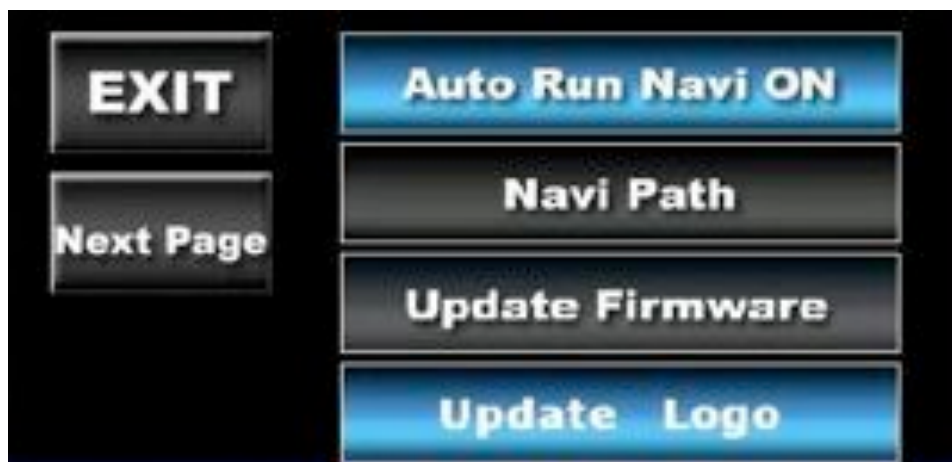 EXIT
Next Page
Auto Run Navi ON
Navi Path
Update Firmware
Update Logo